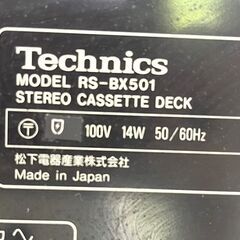 Technics
MODEL RS-BX501
STEREO CASSETTE DECK
〒 100V 14W 50/60Hz
松下電器産業株式会社
Made in Japan